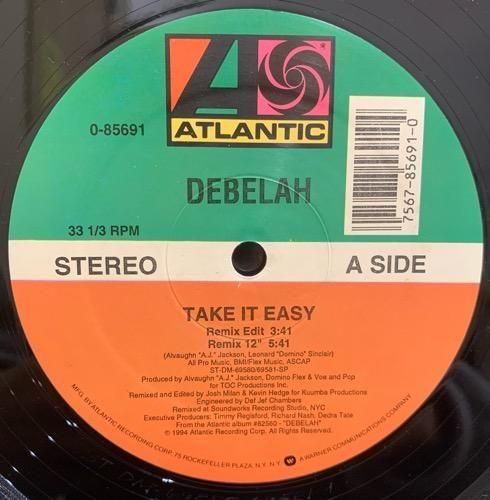 ATLANTIC
0-85691
DEBELAH
7567-85691-0
33 1/3 RPM
STEREO
A SIDE
TAKE IT EASY
Remix Edit 3:41
Remix 12" 5:41
(Alvaughn "A.J." Jackson, Leonard "Domino" Sinclair)
All Pro Music, BMI/Flex Music, ASCAP
ST-DM-69580/69581-SP
Produced by Alvaughn "A.J." Jackson, Domino Flex & Voe and Pop
for TOC Productions Inc.
Remixed and Edited by Josh Milan & Kevin Hedge for Kuumba Productions
Engineered by Def Jef Chambers
Remixed at Soundworks Recording Studio, NYC
Executive Producers: Timmy Regisford, Richard Nash, Dechta Tate
From the Atlantic album #82560 - "DEBELAH"
© 1994 Atlantic Recording Corp. All Rights Reserved.
MFG. BY ATLANTIC RECORDING CORP. 75 ROCKEFELLER PLAZA, N.Y. N.Y. A WARNER COMMUNICATIONS COMPANY